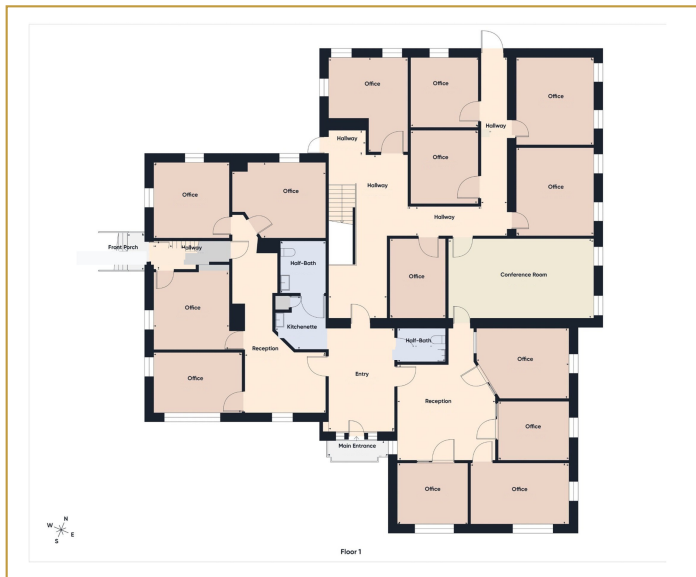 Office
Office
Office
Hallway
Hallway
Office
Office
Office
Office
Hallway
Office
Hallway
Front Porch
Hallway
Half-Bath
Office
Conference Room
Office
Kitchenette
Half-Bath
Office
Reception
Entry
Office
Reception
Office
Main Entrance
Office
Office
N
W
E
S
Floor 1